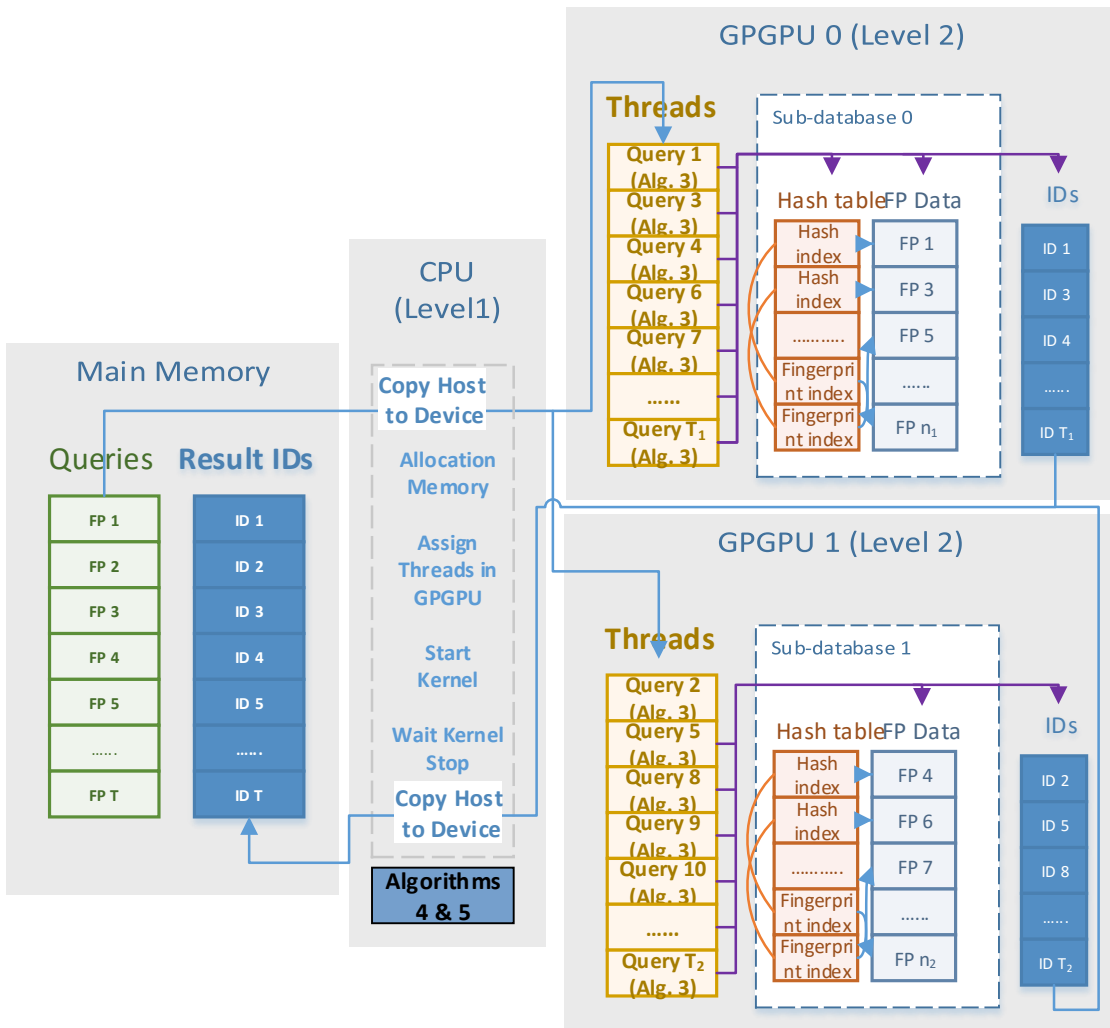 Main Memory
Queries
Result IDs
FP 1
FP 2
FP 3
FP 4
FP 5
......
FP T
ID 1
ID 2
ID 3
ID 4
ID 5
......
ID T
CPU
(Level1)
Copy Host
to Device
Allocation
Memory
Assign
Threads in
GPGPU
Start
Kernel
Wait Kernel
Stop
Copy Host
to Device
Algorithms
4 & 5
GPGPU 0 (Level 2)
Threads
Query 1
(Alg. 3)
Query 3
(Alg. 3)
Query 4
(Alg. 3)
Query 6
(Alg. 3)
Query 7
(Alg. 3)
......
Query T₁
(Alg. 3)
Sub-database 0
Hash table
FP Data
Hash
index
Hash
index
...........
Fingerpri
nt index
Fingerpri
nt index
FP 1
FP 3
FP 5
......
FP n₁
IDs
ID 1
ID 3
ID 4
......
ID T₁
GPGPU 1 (Level 2)
Threads
Query 2
(Alg. 3)
Query 5
(Alg. 3)
Query 8
(Alg. 3)
Query 9
(Alg. 3)
Query 10
(Alg. 3)
......
Query T₂
(Alg. 3)
Sub-database 1
Hash table
FP Data
Hash
index
Hash
index
...........
Fingerpri
nt index
Fingerpri
nt index
FP 4
FP 6
FP 7
......
FP n₂
IDs
ID 2
ID 5
ID 8
......
ID T₂